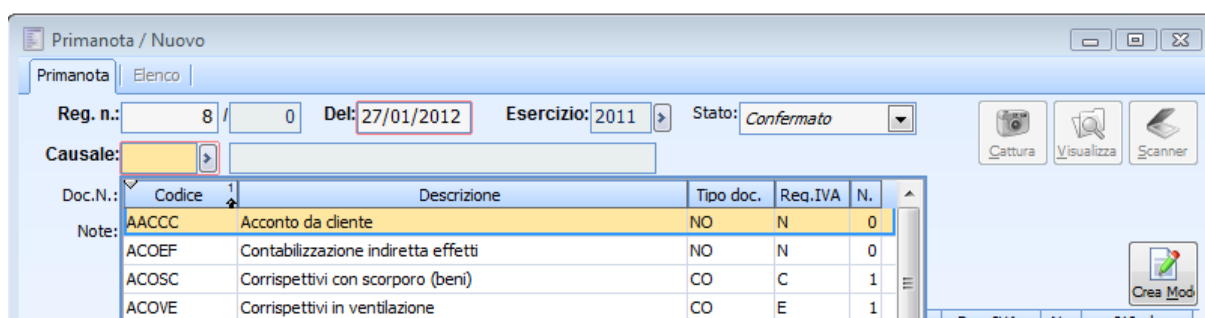 Primanota / Nuovo
Primanota Elenco
Reg. n.: 8 / 0 Del: 27/01/2012 Esercizio: 2011 Stato: Confermato
Cattura Visualizza Scanner
Causale:
Doc.N.: Codice 1 Descrizione Tipo doc. Reg.IVA N.
Note: AACCC Acconto da cliente NO N 0
ACOEF Contabilizzazione indiretta effetti NO N 0
ACOSC Corrispettivi con scorporo (beni) CO C 1
Crea Mod
ACOVE Corrispettivi in ventilazione CO E 1